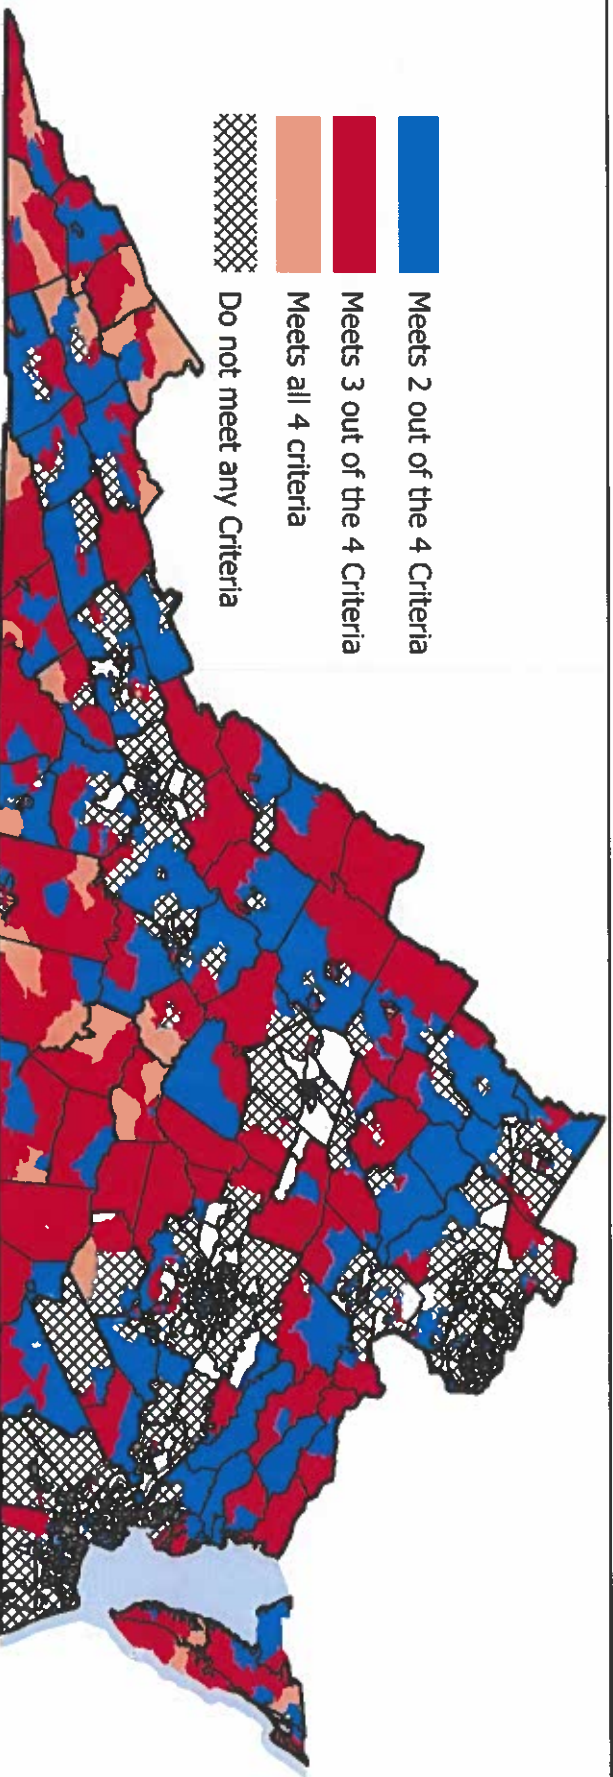 Meets 2 out of the 4 Criteria
Meets 3 out of the 4 Criteria
Meets all 4 criteria
Do not meet any Criteria